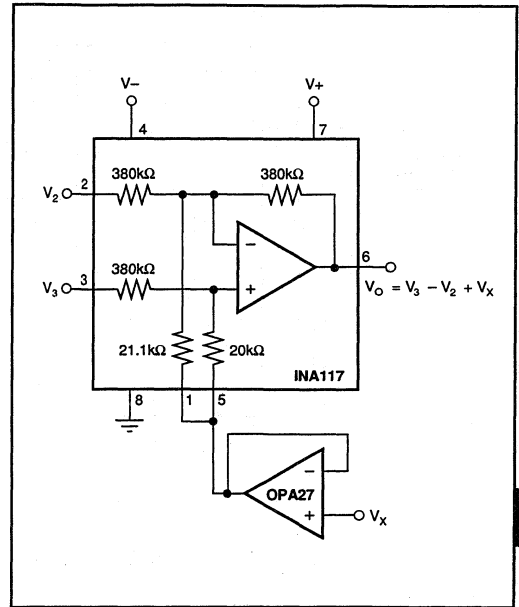 V– V+
4 7
380kΩ 380kΩ
V2 2
–
6
380kΩ
V3 3 +
VO = V3 – V2 + VX
21.1kΩ 20kΩ
INA117
8 1 5
–
OPA27
+ VX